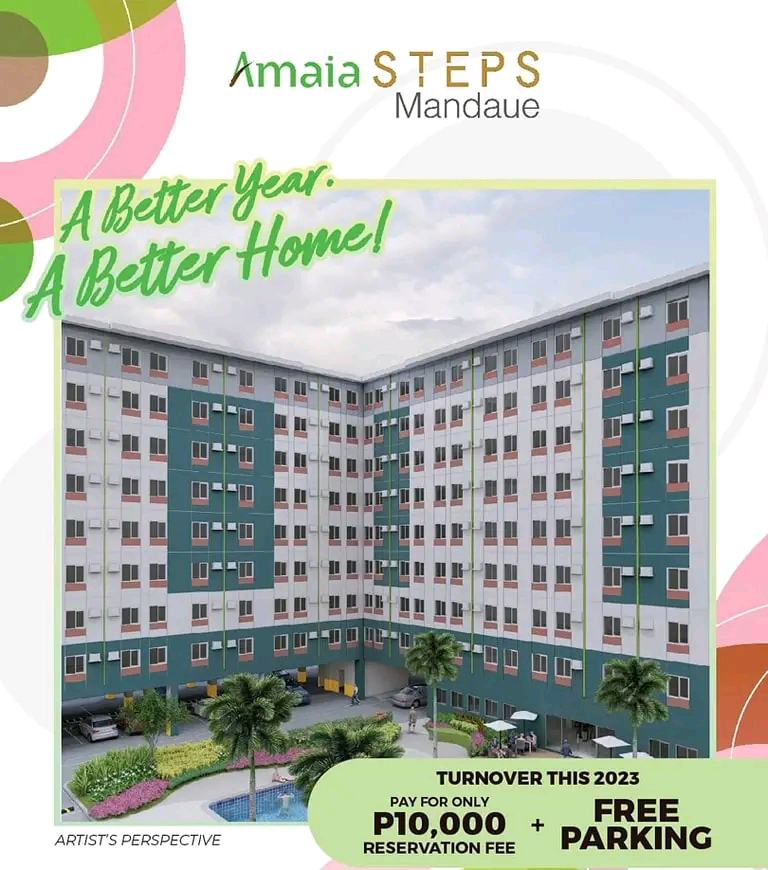 Amaia STEPS
Mandaue
A Better Year.
A Better Home!
TURNOVER THIS 2023
PAY FOR ONLY
P10,000
RESERVATION FEE
+
FREE
PARKING
ARTIST'S PERSPECTIVE